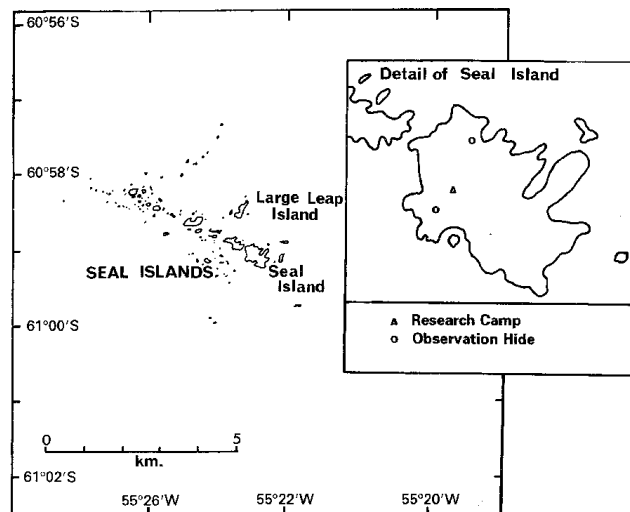 60°56'S
Detail of Seal Island
60°58'S
Large Leap
Island
SEAL ISLANDS
Seal
Island
61°00'S
▲ Research Camp
o Observation Hide
0 5
km.
61°02'S
55°26'W 55°22'W 55°20'W